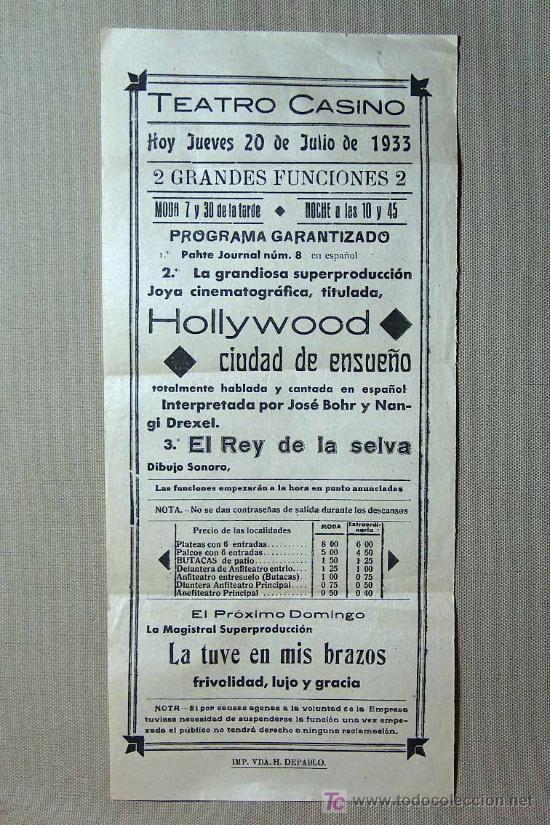 TEATRO CASINO
Hoy Jueves 20 de Julio de 1933
2 GRANDES FUNCIONES 2
MODA 7 y 30 de la tarde ◆ NOCHE a las 10 y 45
PROGRAMA GARANTIZADO
1.º Pahte Journal núm. 8 en español
2.º La grandiosa superproducción
Joya cinematográfica, titulada,
Hollywood ◆
◆ ciudad de ensueño
totalmente hablada y cantada en español
Interpretada por José Bohr y Nan-
gi Drexel.
3.º El Rey de la selva
Dibujo Sonoro,
Las funciones empezarán a la hora en punto anunciadas
NOTA.-No se dan contraseñas de salida durante los descansos
Precio de las localidades MODA Extraordi-
naria
Plateas con 6 entradas.......... 8 00 6 00
Palcos con 6 entradas........... 5 00 4 50
BUTACAS de patio............. 1 50 1 25
Delantera de Anfiteatro entrlo.... 1 25 1 00
Anfiteatro entresuelo (Butacas) 1 00 0 75
Dlantera Anfiteatro Principal.... 0 75 0 50
Anefiteatro Principal............ 0 50 0 40
El Próximo Domingo
La Magistral Superproducción
La tuve en mis brazos
frivolidad, lujo y gracia
NOTA—Si por causas agenas a la voluntad de la Empresa
tuviese necesidad de suspenderse la función una vez empe-
zada el público no tendrá derecho a ninguna reclamación.
IMP. VDA. H. DEPABLO.
TC www.todocoleccion.net